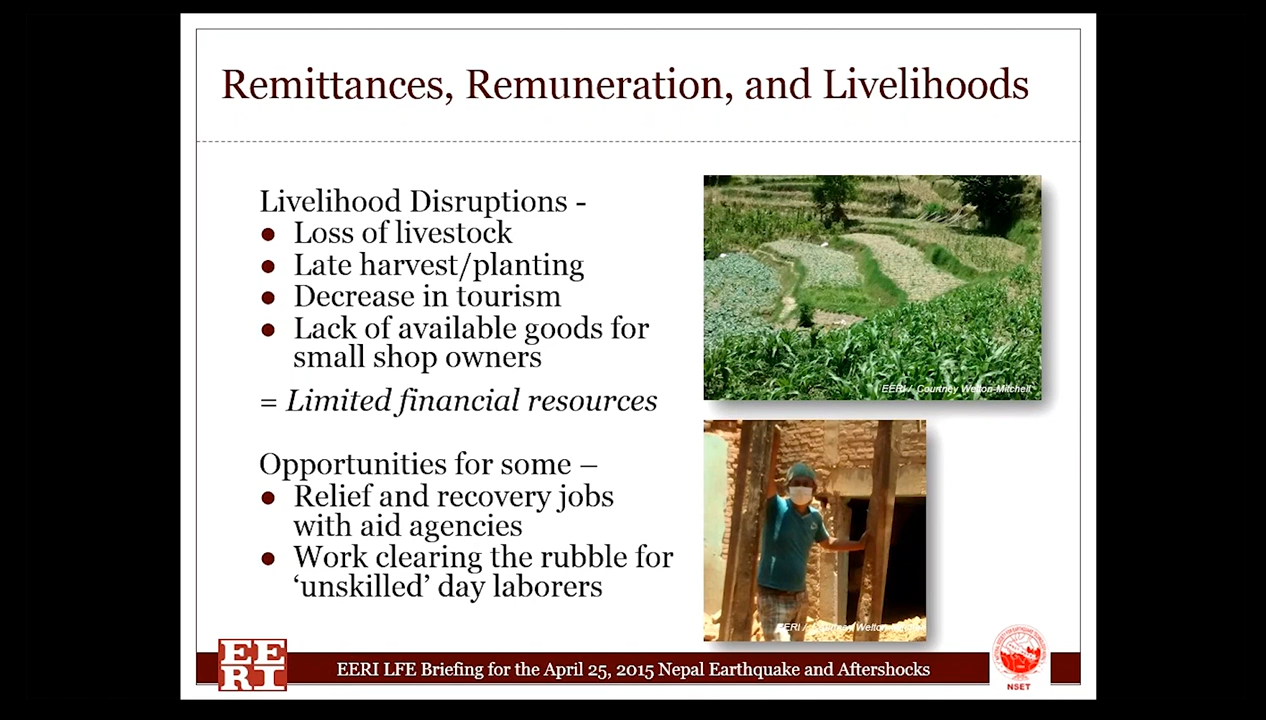 Remittances, Remuneration, and Livelihoods
Livelihood Disruptions -
● Loss of livestock
● Late harvest/planting
● Decrease in tourism
● Lack of available goods for
small shop owners
= Limited financial resources
Opportunities for some –
● Relief and recovery jobs
with aid agencies
● Work clearing the rubble for
‘unskilled’ day laborers
EERI / Courtney Welton-Mitchell
EERI /
EERI
EERI LFE Briefing for the April 25, 2015 Nepal Earthquake and Aftershocks
NSET